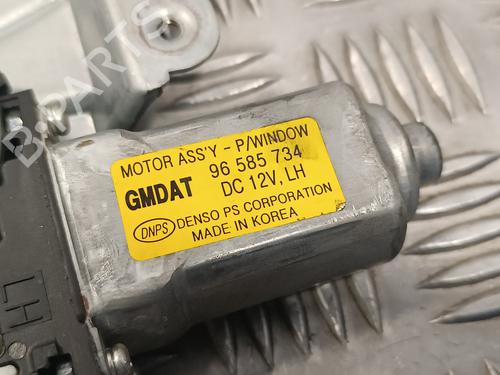 MOTOR ASS'Y - P/WINDOW
96 585 734
GMDAT DC 12V, LH
DNPS DENSO PS CORPORATION
MADE IN KOREA
LH
B-PARTS